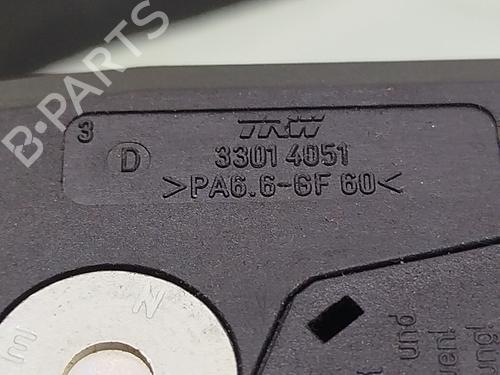 B-PARTS
3
TRW
D
3301 4051
>PA6.6-GF 60<
und
N
E